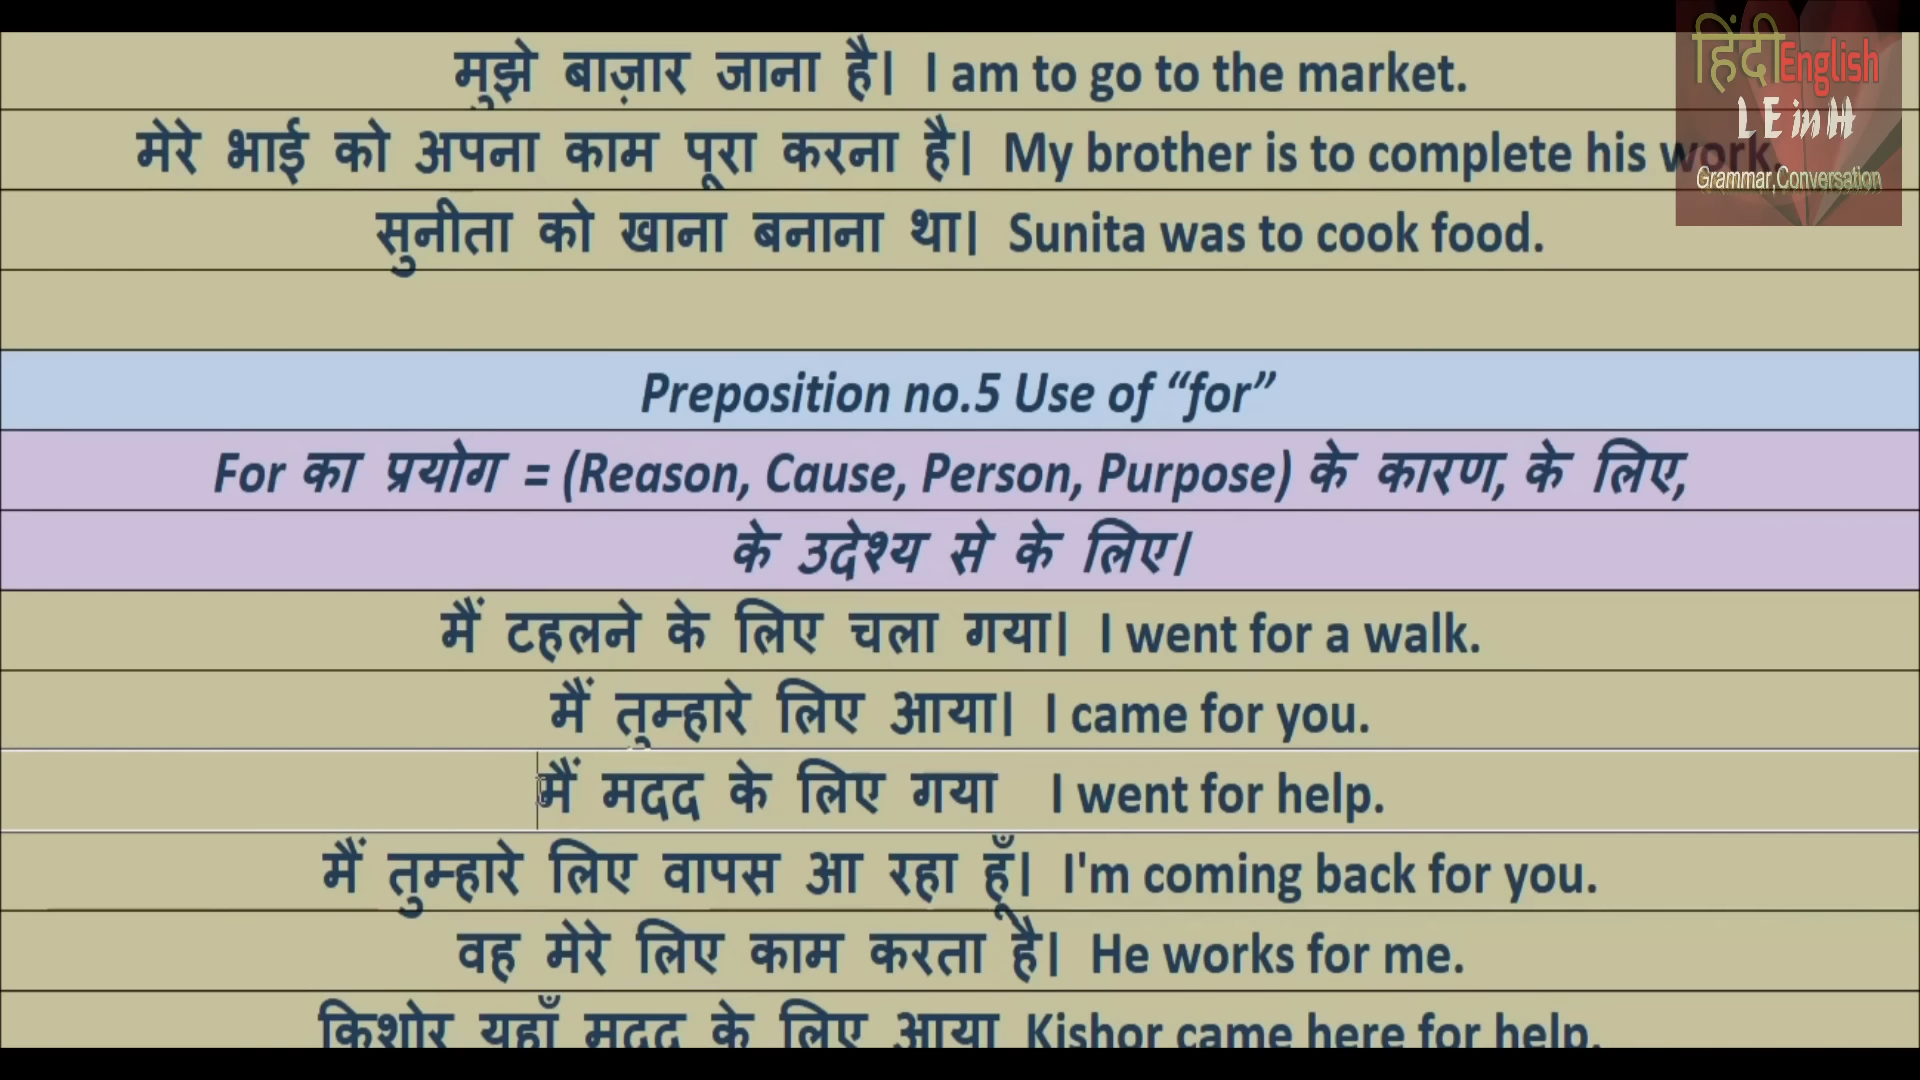 मुझे बाज़ार जाना है| I am to go to the market.
मेरे भाई को अपना काम पूरा करना है| My brother is to complete his work.
सुनीता को खाना बनाना था| Sunita was to cook food.
Preposition no.5 Use of “for”
For का प्रयोग = (Reason, Cause, Person, Purpose) के कारण, के लिए,
के उदेश्य से के लिए|
मैं टहलने के लिए चला गया| I went for a walk.
मैं तुम्हारे लिए आया| I came for you.
मैं मदद के लिए गया I went for help.
मैं तुम्हारे लिए वापस आ रहा हूँ| I'm coming back for you.
वह मेरे लिए काम करता है| He works for me.
किशोर यहाँ मदद के लिए आया Kishor came here for help.
हिंदी English
L E in H
Grammar,Conversation